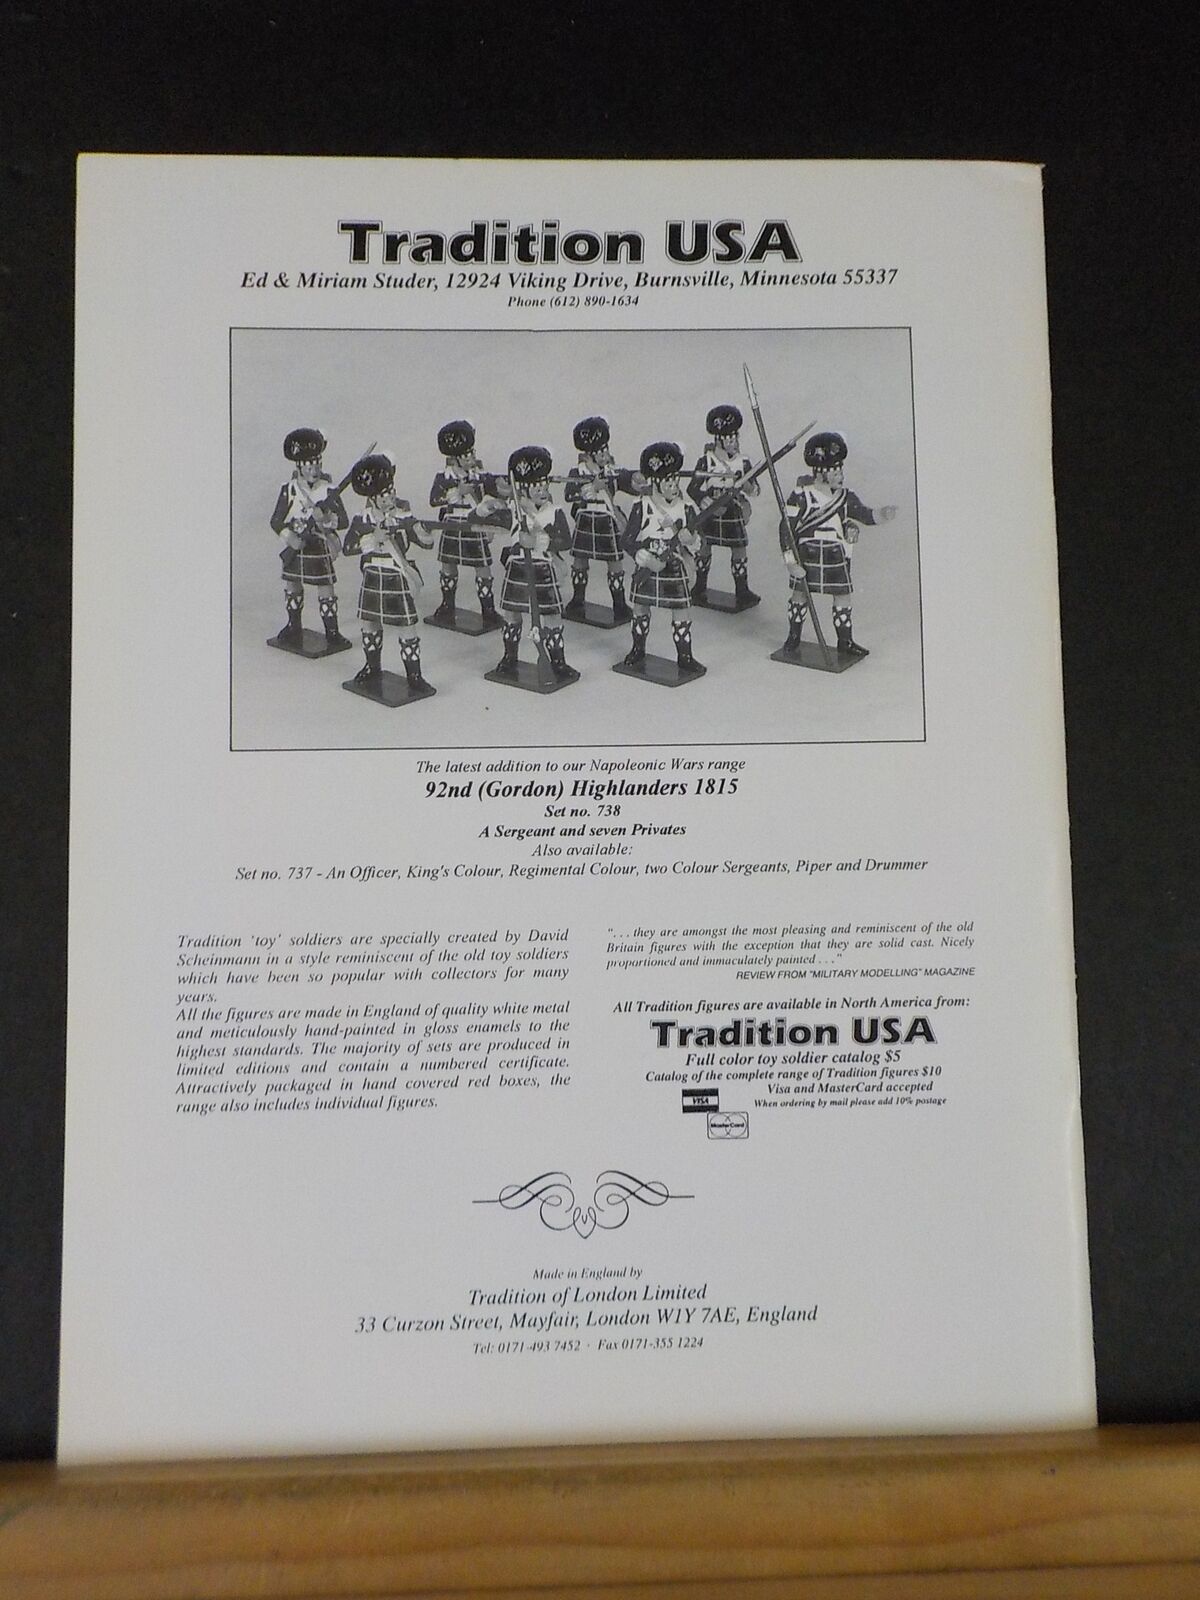 Tradition USA
Ed & Miriam Studer, 12924 Viking Drive, Burnsville, Minnesota 55337
Phone (612) 890-1634
The latest addition to our Napoleonic Wars range
92nd (Gordon) Highlanders 1815
Set no. 738
A Sergeant and seven Privates
Also available:
Set no. 737 - An Officer, King's Colour, Regimental Colour, two Colour Sergeants, Piper and Drummer
Tradition 'toy' soldiers are specially created by David
Scheinmann in a style reminiscent of the old toy soldiers
which have been so popular with collectors for many
years.
All the figures are made in England of quality white metal
and meticulously hand-painted in gloss enamels to the
highest standards. The majority of sets are produced in
limited editions and contain a numbered certificate.
Attractively packaged in hand covered red boxes, the
range also includes individual figures.
". . . they are amongst the most pleasing and reminiscent of the old
Britain figures with the exception that they are solid cast. Nicely
proportioned and immaculately painted . . ."
REVIEW FROM "MILITARY MODELLING" MAGAZINE
All Tradition figures are available in North America from:
Tradition USA
Full color toy soldier catalog $5
Catalog of the complete range of Tradition figures $10
Visa and MasterCard accepted
When ordering by mail please add 10% postage
VISA
MasterCard
Made in England by
Tradition of London Limited
33 Curzon Street, Mayfair, London W1Y 7AE, England
Tel: 0171-493 7452 · Fax 0171-355 1224